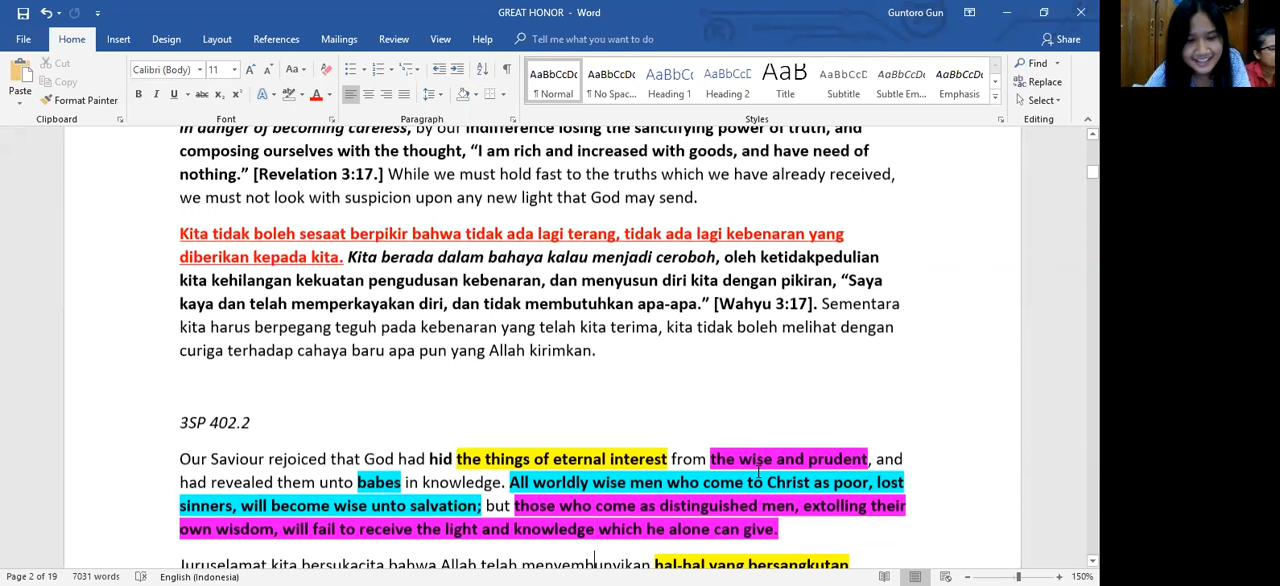 GREAT HONOR - Word
Guntoro Gun
File Home Insert Design Layout References Mailings Review View Help Tell me what you want to do Share
Paste
Cut
Copy
Format Painter
Clipboard
Calibri (Body) 11
Font
Paragraph
AaBbCcDc ¶ Normal
AaBbCcDc ¶ No Spac...
AaBbC Heading 1
AaBbCc Heading 2
AaB Title
AaBbCcD Subtitle
AaBbCcDc Subtle Em...
AaBbCcDc Emphasis
Styles
Find
Replace
Select
Editing
in danger of becoming careless, by our indifference losing the sanctifying power of truth, and
composing ourselves with the thought, “I am rich and increased with goods, and have need of
nothing.” [Revelation 3:17.] While we must hold fast to the truths which we have already received,
we must not look with suspicion upon any new light that God may send.
Kita tidak boleh sesaat berpikir bahwa tidak ada lagi terang, tidak ada lagi kebenaran yang
diberikan kepada kita. Kita berada dalam bahaya kalau menjadi ceroboh, oleh ketidakpedulian
kita kehilangan kekuatan pengudusan kebenaran, dan menyusun diri kita dengan pikiran, “Saya
kaya dan telah memperkayakan diri, dan tidak membutuhkan apa-apa.” [Wahyu 3:17]. Sementara
kita harus berpegang teguh pada kebenaran yang telah kita terima, kita tidak boleh melihat dengan
curiga terhadap cahaya baru apa pun yang Allah kirimkan.
3SP 402.2
Our Saviour rejoiced that God had hid the things of eternal interest from the wise and prudent, and
had revealed them unto babes in knowledge. All worldly wise men who come to Christ as poor, lost
sinners, will become wise unto salvation; but those who come as distinguished men, extolling their
own wisdom, will fail to receive the light and knowledge which he alone can give.
Juruselamat kita bersukacita bahwa Allah telah menyembunyikan hal-hal yang bersangkutan
Page 2 of 19 7031 words English (Indonesia) 150%